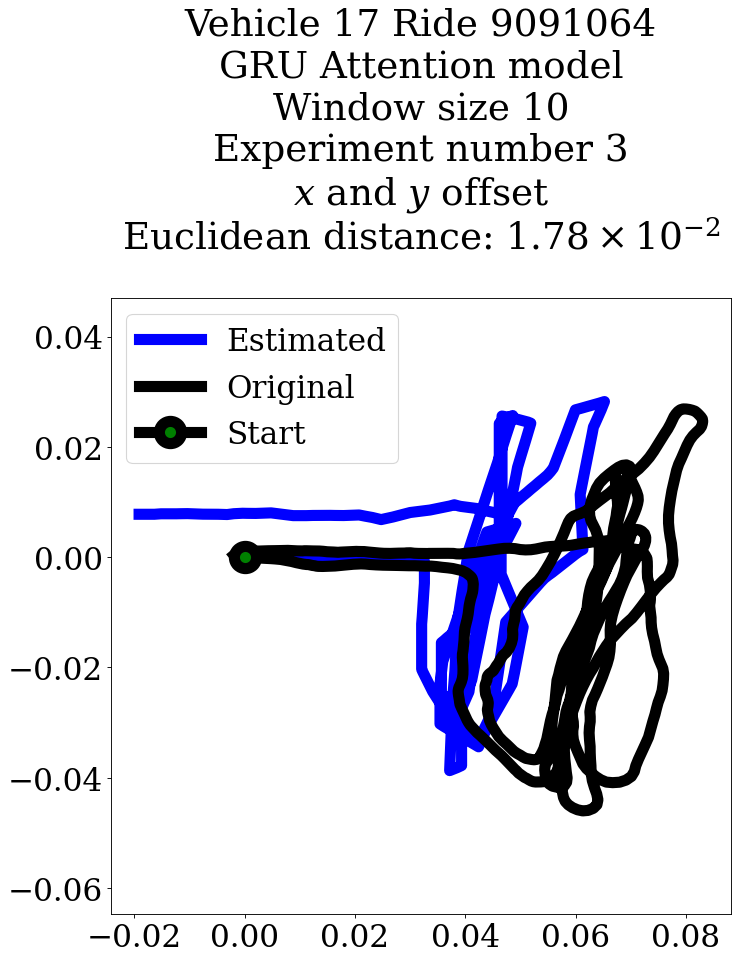 Vehicle 17 Ride 9091064
GRU Attention model
Window size 10
Experiment number 3
x and y offset
Euclidean distance: 1.78 × 10⁻²
Estimated
Original
Start
0.04
0.02
0.00
−0.02
−0.04
−0.06
−0.02 0.00 0.02 0.04 0.06 0.08